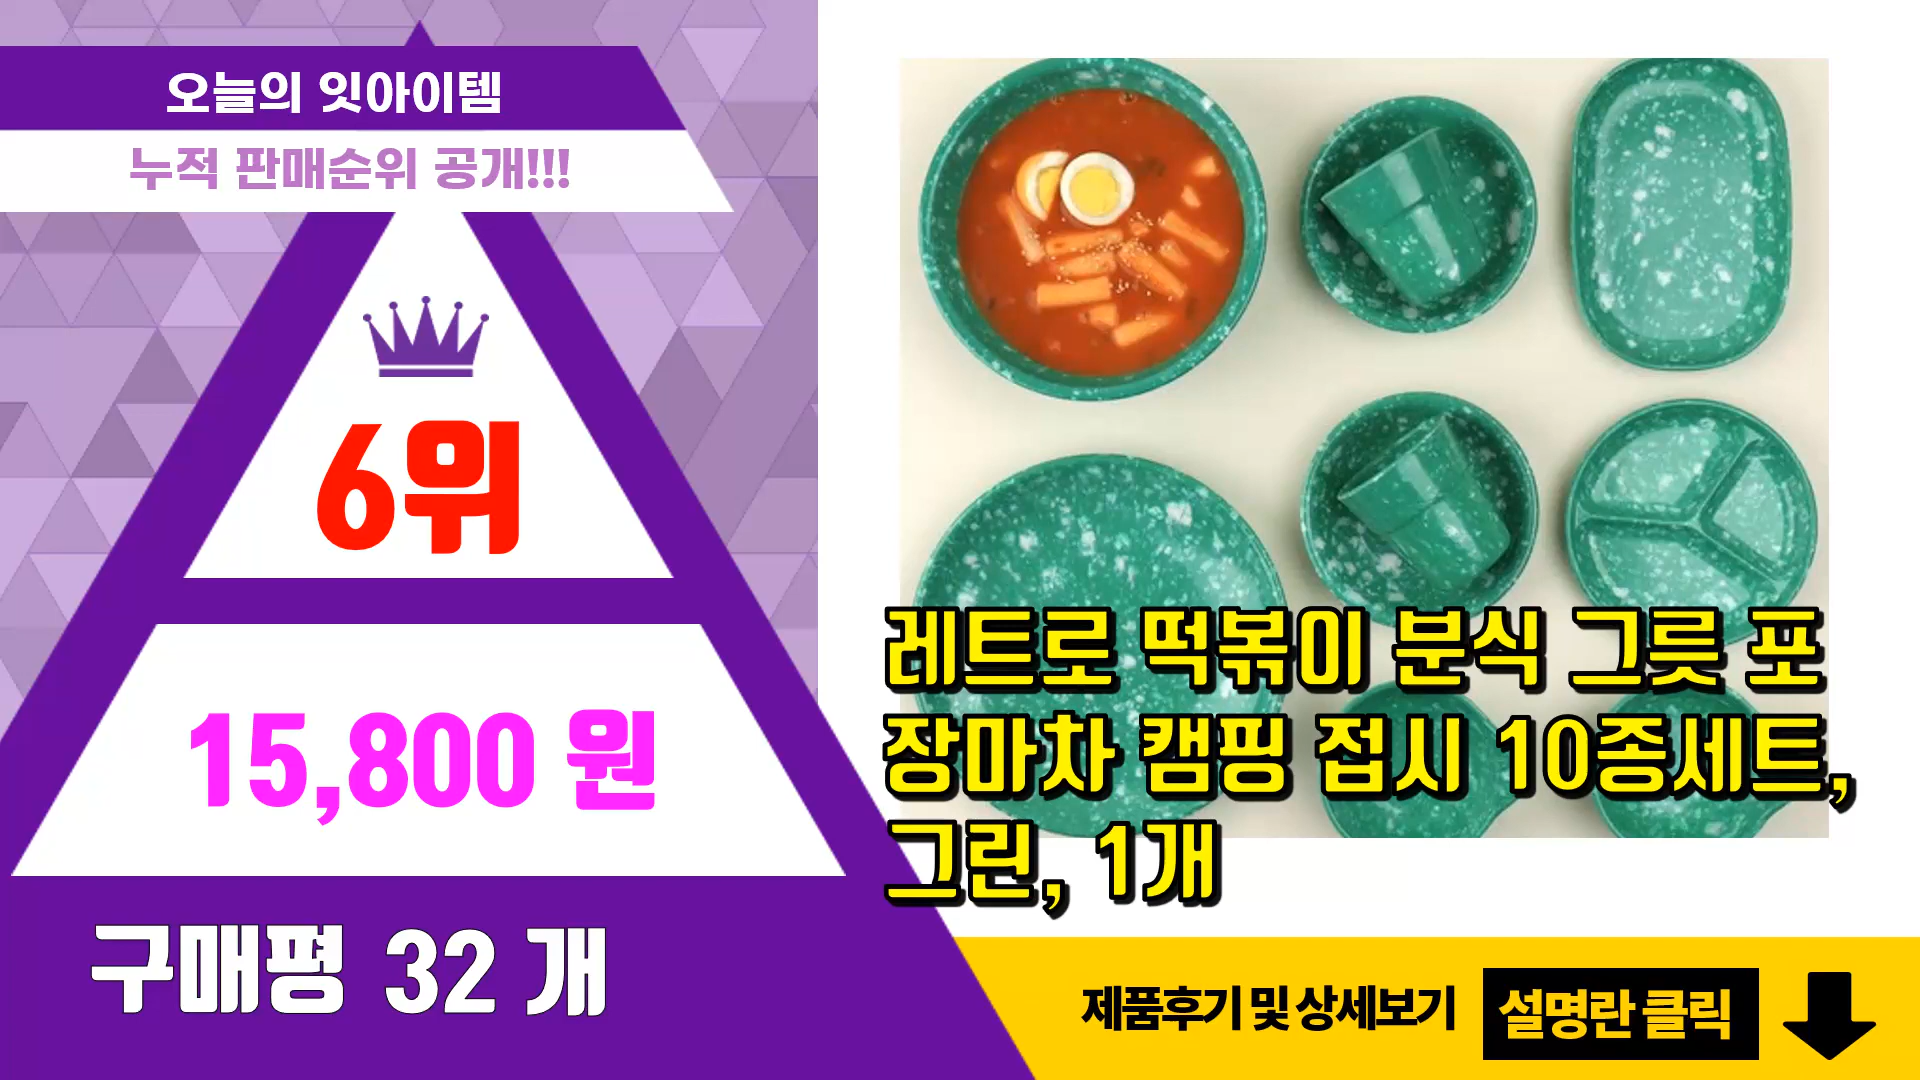 오늘의 잇아이템
누적 판매순위 공개!!!
6위
15,800 원
구매평 32 개
레트로 떡볶이 분식 그릇 포
장마차 캠핑 접시 10종세트,
그린, 1개
제품후기 및 상세보기
설명란 클릭